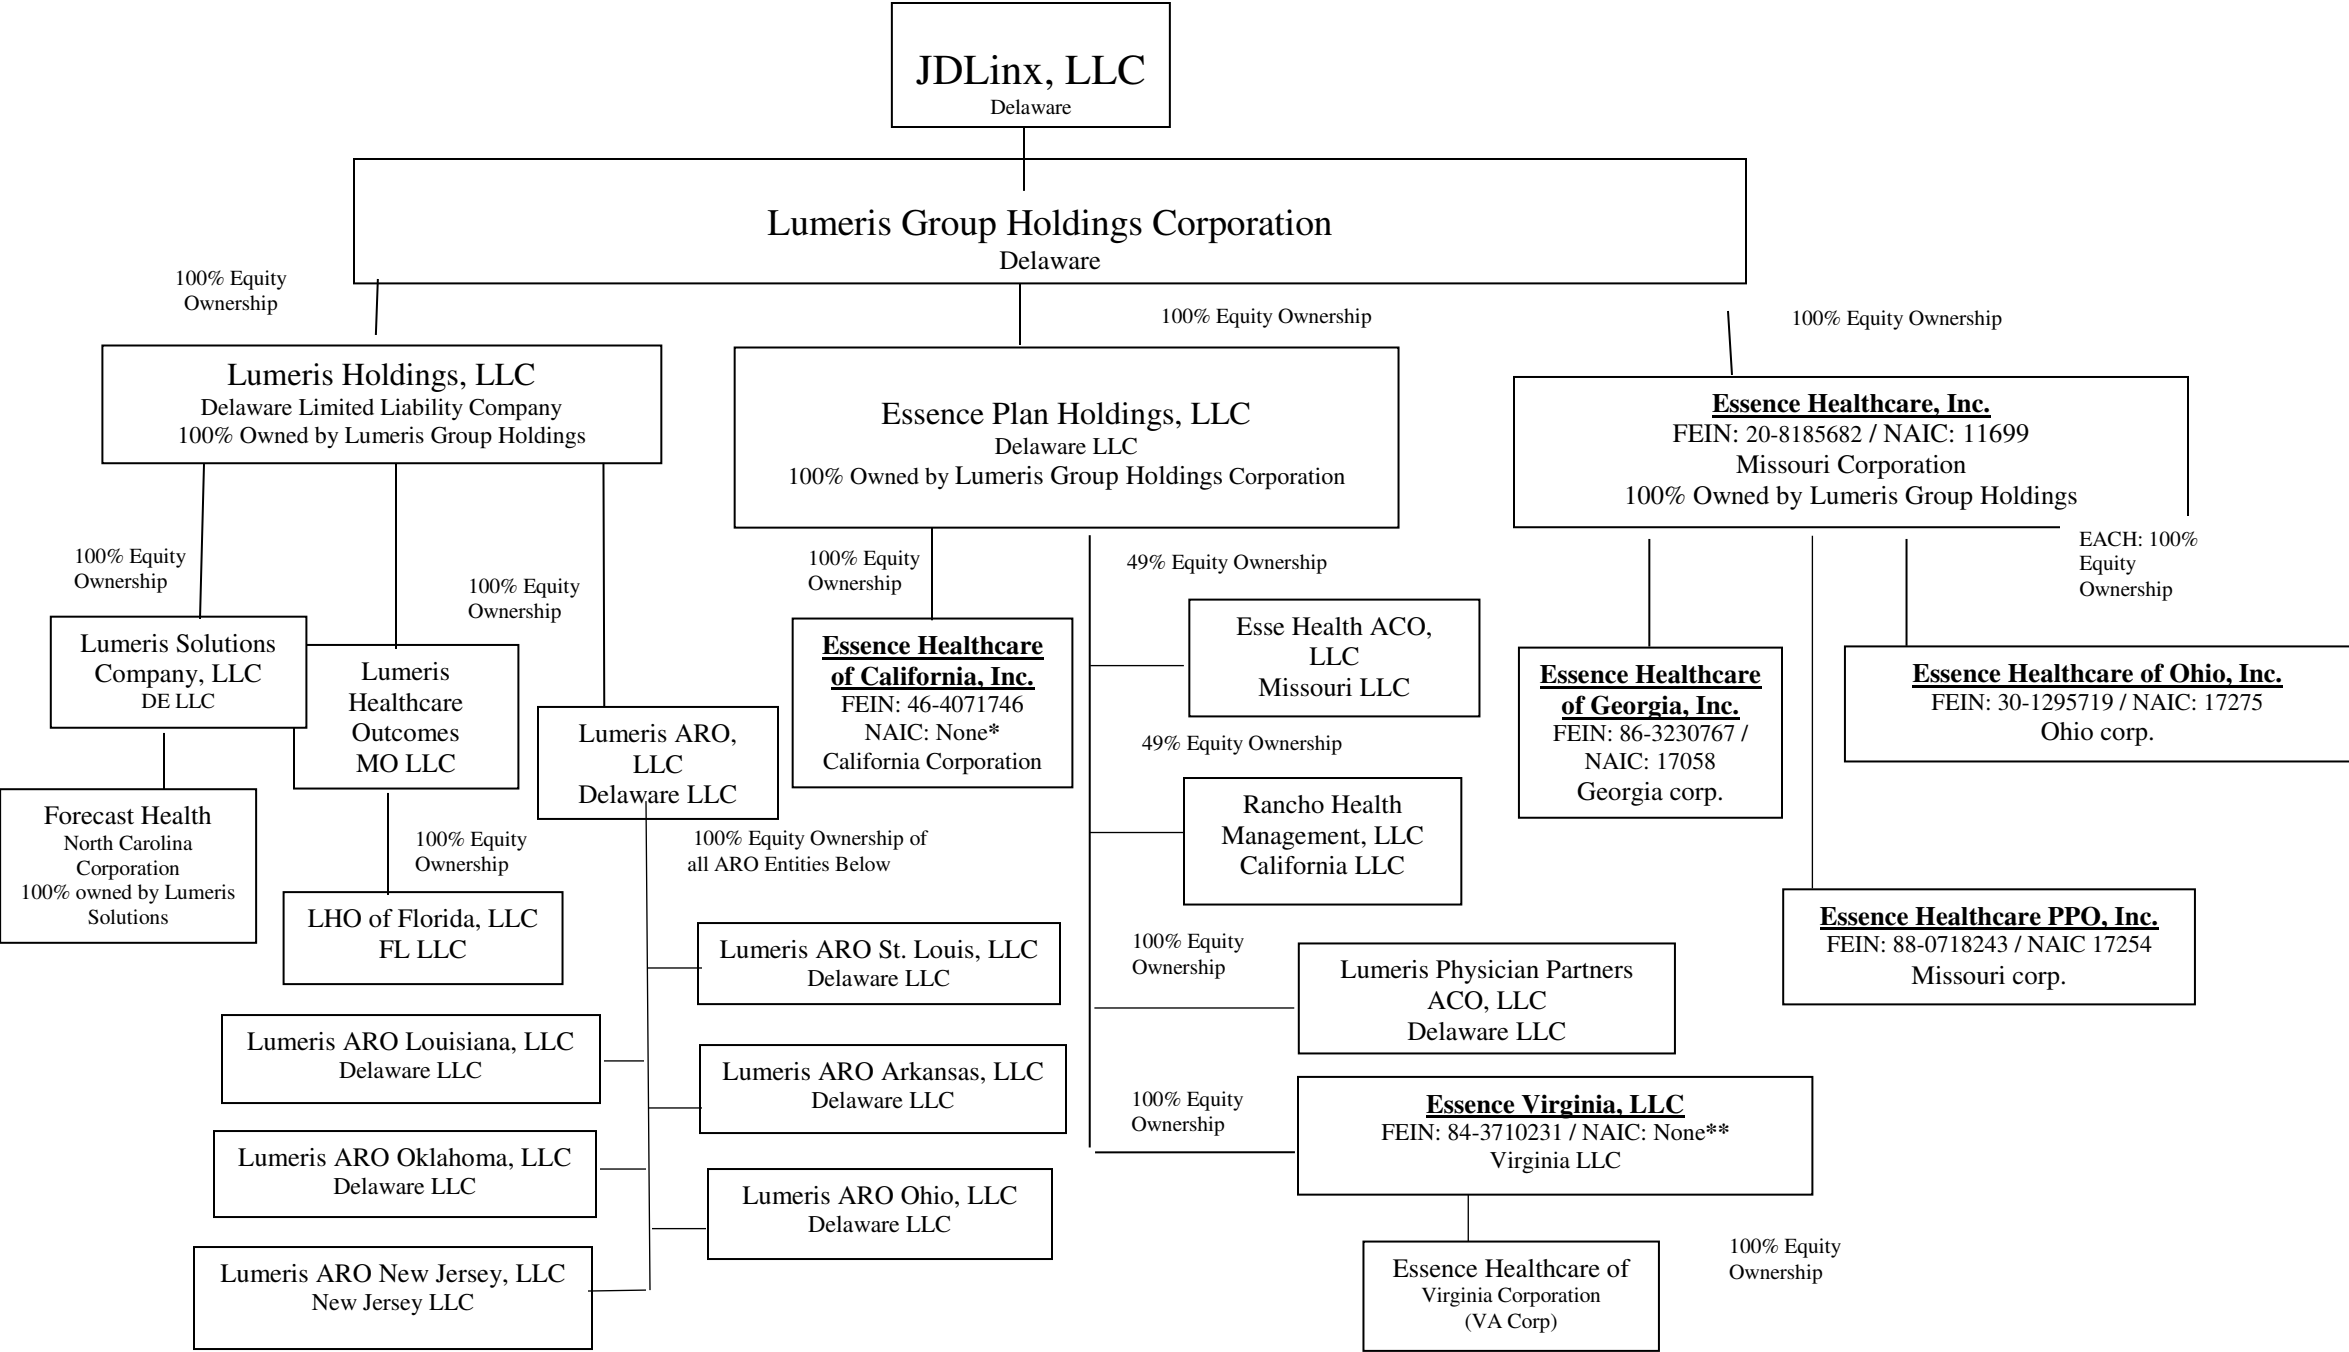 JDLinx, LLC
Delaware
Lumeris Group Holdings Corporation
Delaware
100% Equity
Ownership
100% Equity Ownership
100% Equity Ownership
Lumeris Holdings, LLC
Delaware Limited Liability Company
100% Owned by Lumeris Group Holdings
Essence Plan Holdings, LLC
Delaware LLC
100% Owned by Lumeris Group Holdings Corporation
Essence Healthcare, Inc.
FEIN: 20-8185682 / NAIC: 11699
Missouri Corporation
100% Owned by Lumeris Group Holdings
100% Equity
Ownership
100% Equity
Ownership
100% Equity
Ownership
49% Equity Ownership
EACH: 100%
Equity
Ownership
Lumeris Solutions
Company, LLC
DE LLC
Lumeris
Healthcare
Outcomes
MO LLC
Lumeris ARO,
LLC
Delaware LLC
Essence Healthcare
of California, Inc.
FEIN: 46-4071746
NAIC: None*
California Corporation
Esse Health ACO,
LLC
Missouri LLC
49% Equity Ownership
Essence Healthcare
of Georgia, Inc.
FEIN: 86-3230767 /
NAIC: 17058
Georgia corp.
Essence Healthcare of Ohio, Inc.
FEIN: 30-1295719 / NAIC: 17275
Ohio corp.
Forecast Health
North Carolina
Corporation
100% owned by Lumeris
Solutions
100% Equity
Ownership
100% Equity Ownership of
all ARO Entities Below
Rancho Health
Management, LLC
California LLC
LHO of Florida, LLC
FL LLC
Lumeris ARO St. Louis, LLC
Delaware LLC
100% Equity
Ownership
Lumeris Physician Partners
ACO, LLC
Delaware LLC
Essence Healthcare PPO, Inc.
FEIN: 88-0718243 / NAIC 17254
Missouri corp.
Lumeris ARO Louisiana, LLC
Delaware LLC
Lumeris ARO Arkansas, LLC
Delaware LLC
100% Equity
Ownership
Essence Virginia, LLC
FEIN: 84-3710231 / NAIC: None**
Virginia LLC
Lumeris ARO Oklahoma, LLC
Delaware LLC
Lumeris ARO Ohio, LLC
Delaware LLC
Lumeris ARO New Jersey, LLC
New Jersey LLC
Essence Healthcare of
Virginia Corporation
(VA Corp)
100% Equity
Ownership